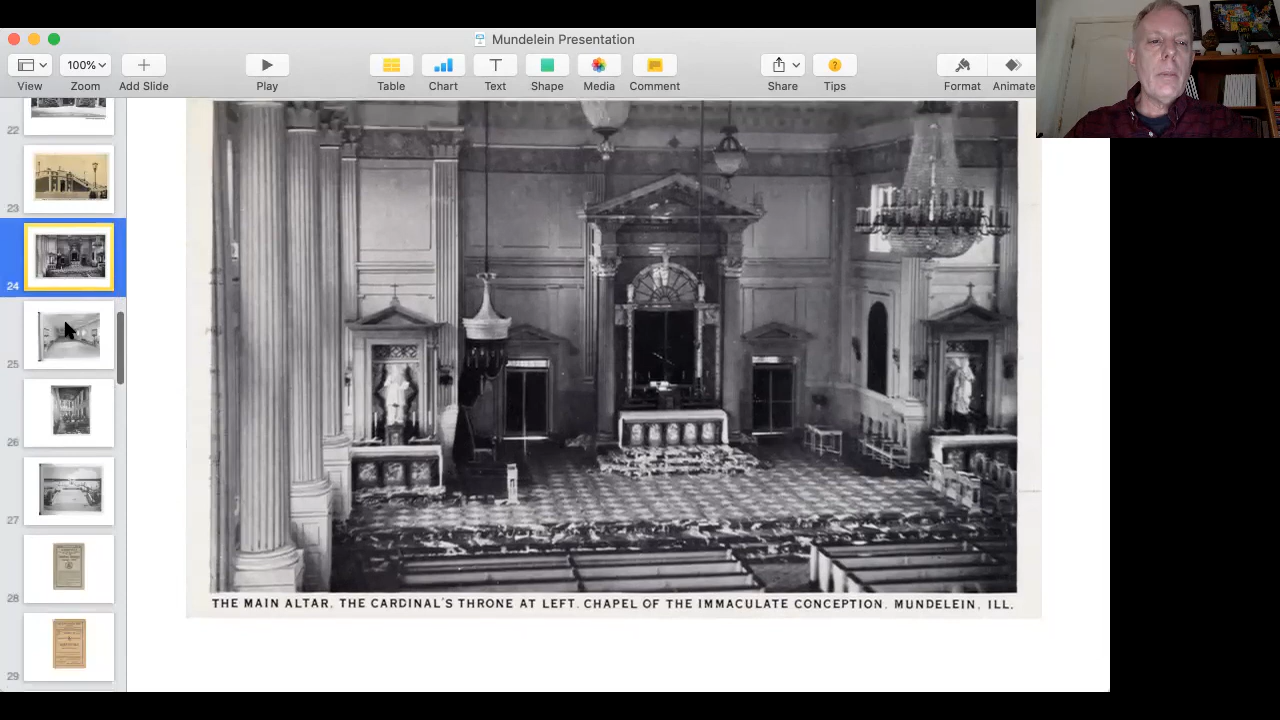 Mundelein Presentation
100%
View
Zoom
Add Slide
Play
Table
Chart
Text
Shape
Media
Comment
Share
Tips
Format
Animate
22
23
24
25
26
27
28
29
THE MAIN ALTAR, THE CARDINAL'S THRONE AT LEFT. CHAPEL OF THE IMMACULATE CONCEPTION, MUNDELEIN, ILL.